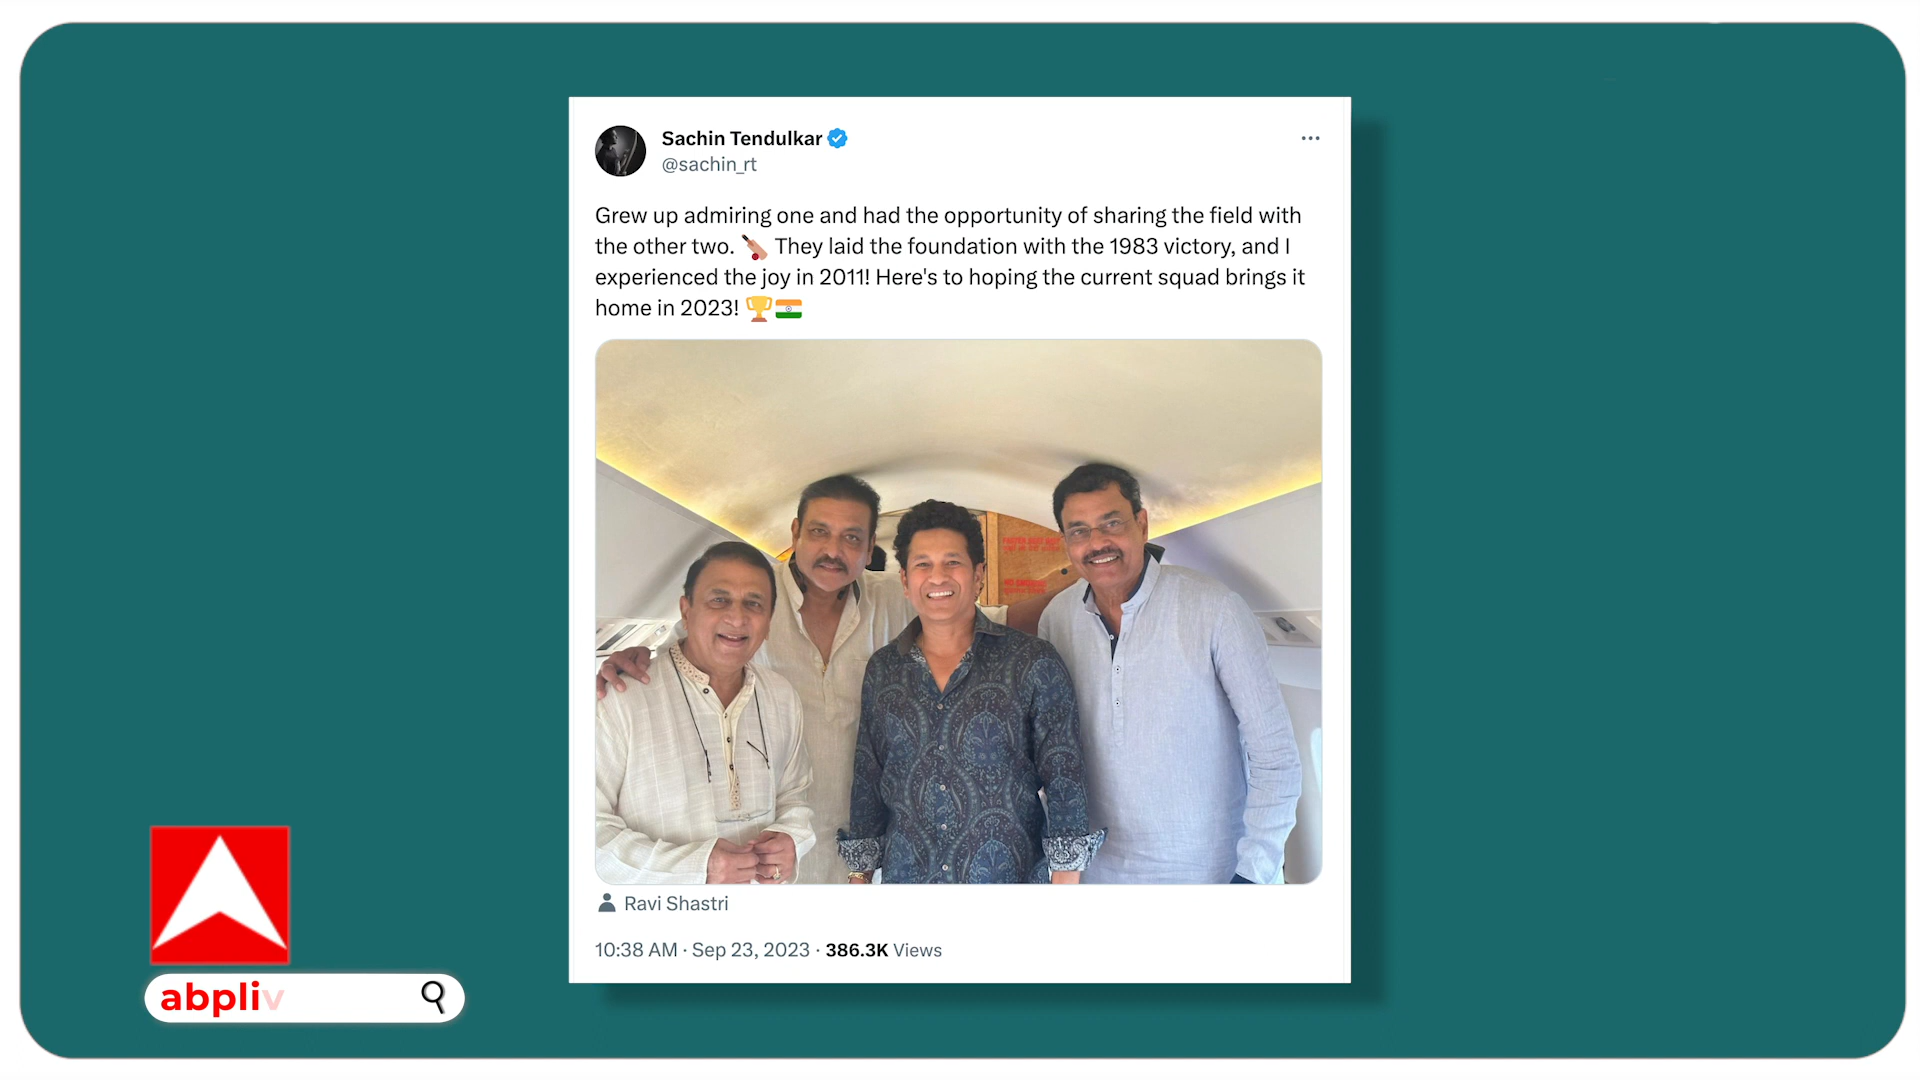 Sachin Tendulkar
@sachin_rt
Grew up admiring one and had the opportunity of sharing the field with
the other two. 🏏 They laid the foundation with the 1983 victory, and I
experienced the joy in 2011! Here's to hoping the current squad brings it
home in 2023! 🏆🇮🇳
Ravi Shastri
10:38 AM · Sep 23, 2023 · 386.3K Views
abpliv